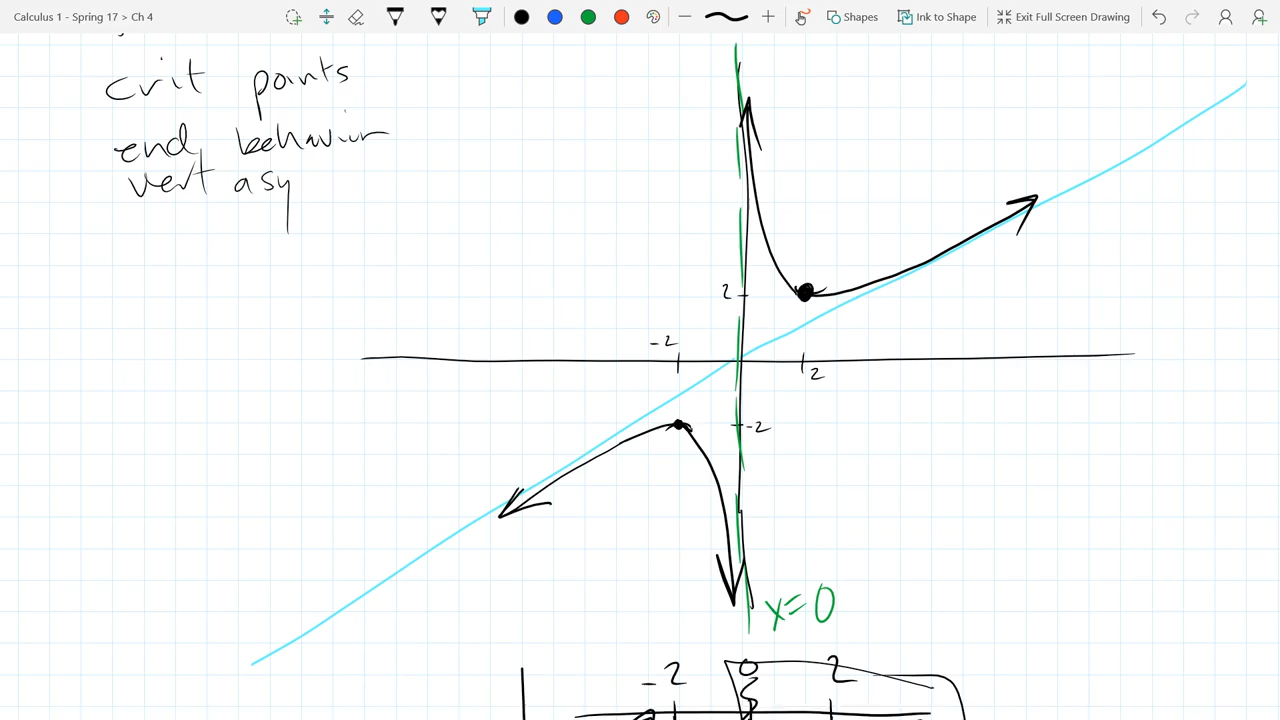 Calculus 1 - Spring 17 > Ch 4
Shapes
Ink to Shape
Exit Full Screen Drawing
crit points
end behavior
vert asy
2
-2
2
-2
x=0
-2 0 2